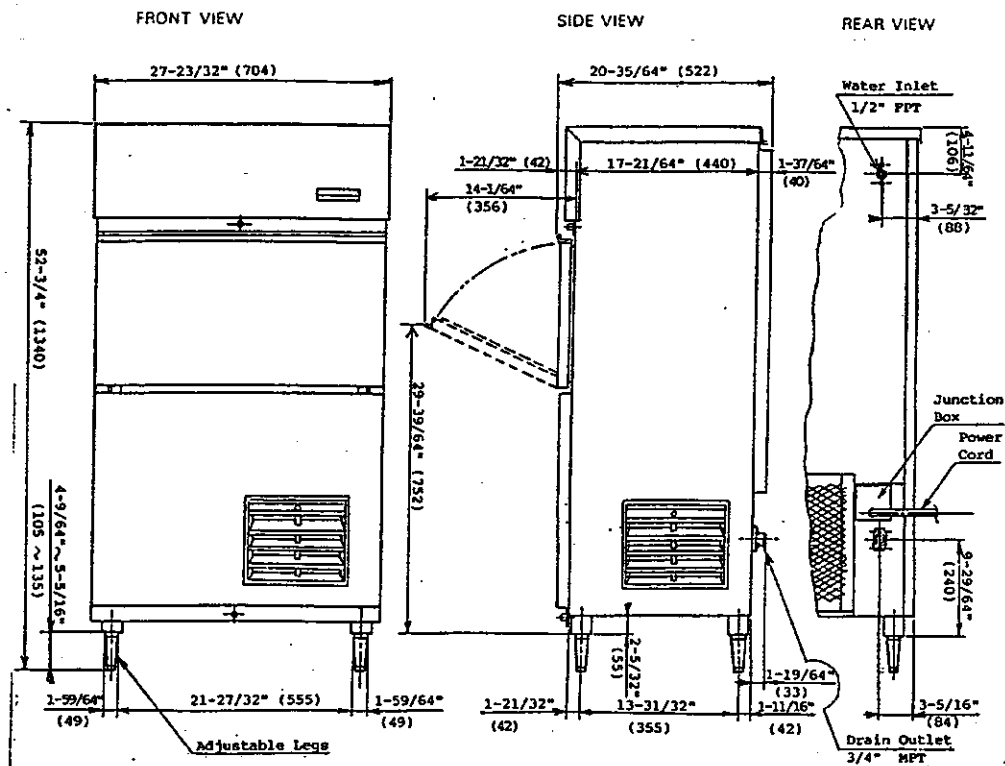 FRONT VIEW
SIDE VIEW
REAR VIEW
27-23/32" (704)
20-35/64" (522)
Water Inlet
1/2" FPT
4-11/64"
(106)
1-21/32" (42)
17-21/64" (440)
1-37/64"
(40)
14-1/64"
(356)
3-5/32"
(88)
52-3/4" (1340)
29-39/64" (752)
Junction
Box
Power
Cord
4-9/64"～5-5/16"
(105 ～ 135)
9-29/64"
(240)
2-5/32"
(55)
1-19/64"
(33)
1-59/64"
(49)
21-27/32" (555)
1-59/64"
(49)
1-21/32"
(42)
13-31/32"
(355)
1-11/16"
(42)
3-5/16"
(84)
Adjustable Legs
Drain Outlet
3/4" MPT